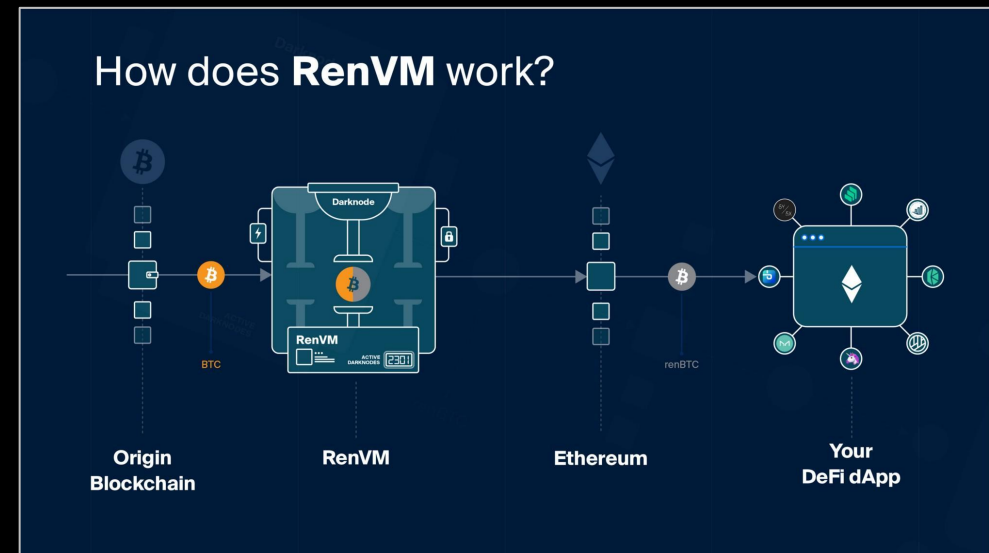 How does RenVM work?
Darknode
RenVM
ACTIVE
DARKNODES
2301
BTC
renBTC
Origin
Blockchain
RenVM
Ethereum
Your
DeFi dApp